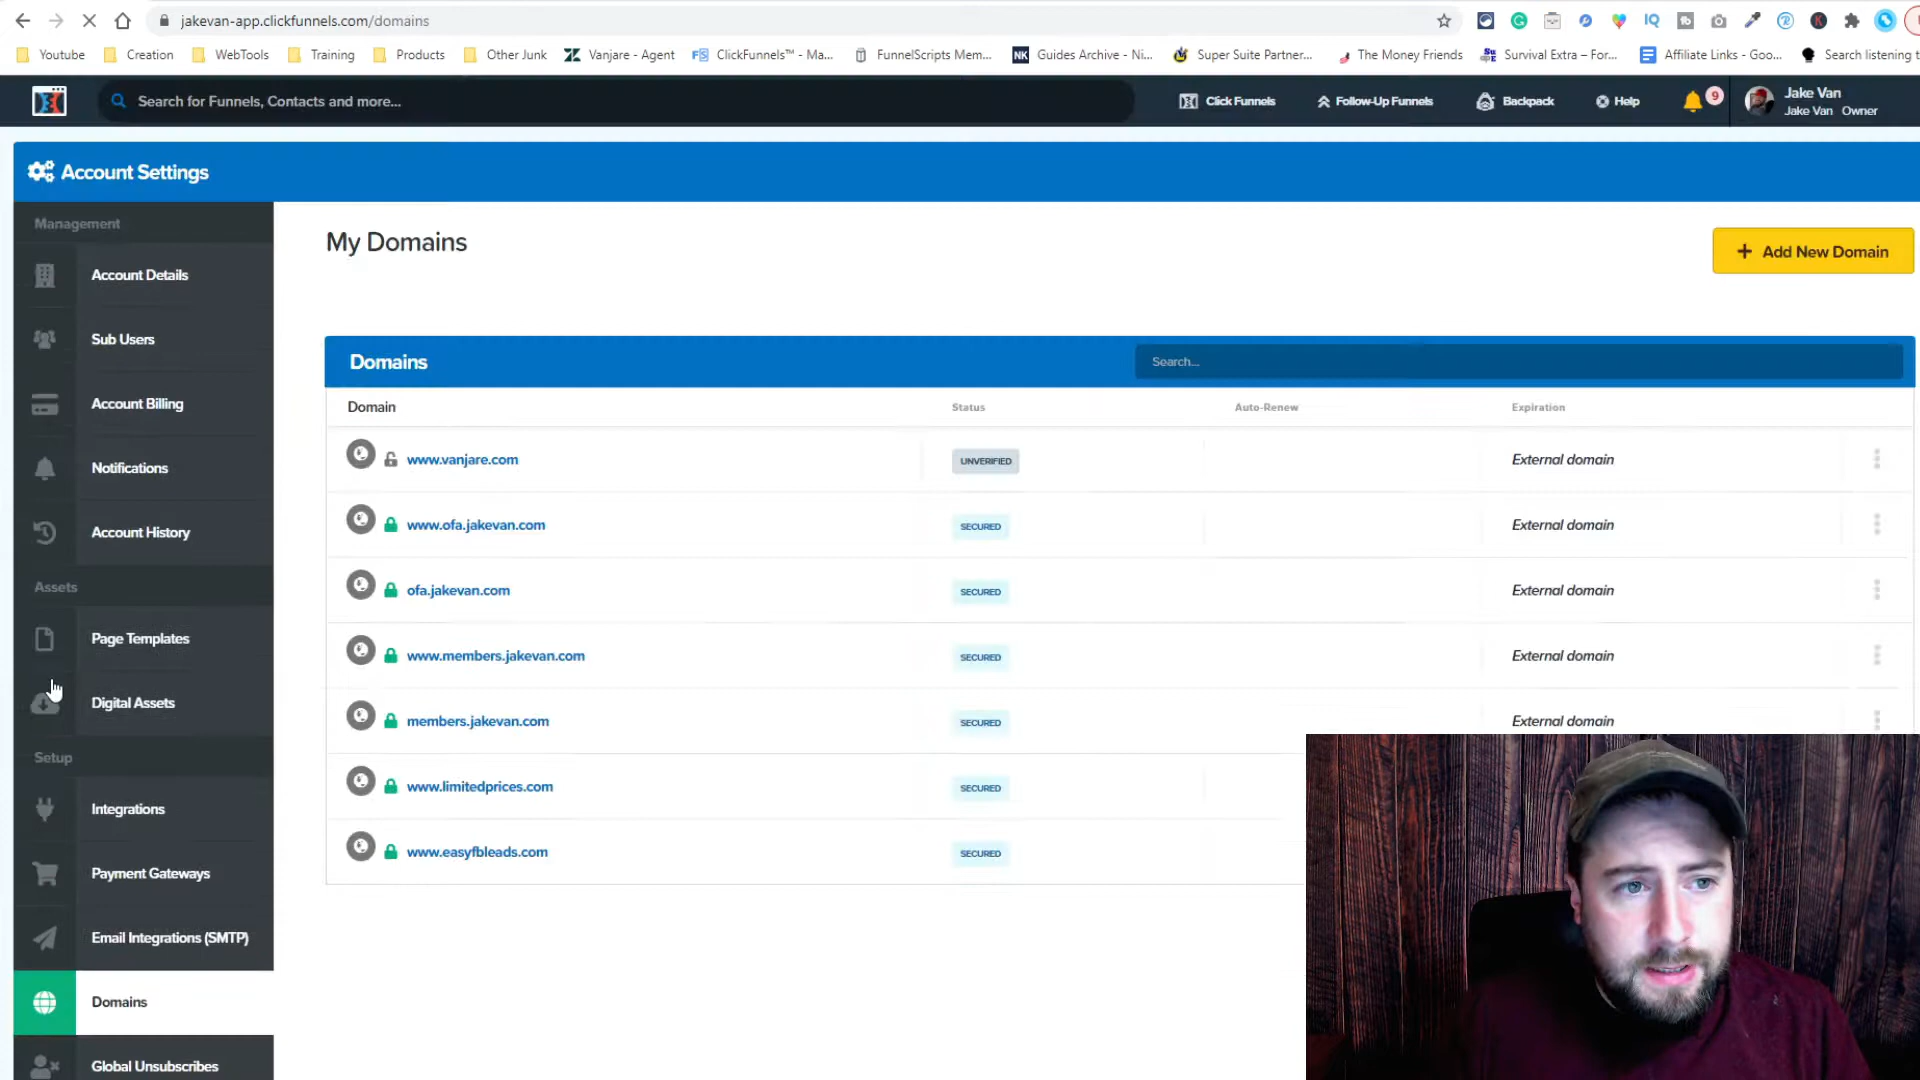 jakevan-app.clickfunnels.com/domains
IQ
Youtube Creation WebTools Training Products Other Junk Vanjare - Agent FS ClickFunnels™ - Ma... FunnelScripts Mem... NK Guides Archive - Ni... Super Suite Partner... The Money Friends Survival Extra – For... Affiliate Links - Goo... Search listening t
Search for Funnels, Contacts and more... Click Funnels Follow-Up Funnels Backpack Help 9 Jake Van
Jake Van Owner
Account Settings
Management
Account Details
Sub Users
Account Billing
Notifications
Account History
Assets
Page Templates
Digital Assets
Setup
Integrations
Payment Gateways
Email Integrations (SMTP)
Domains
Global Unsubscribes
My Domains
+ Add New Domain
Domains Search...
Domain Status Auto-Renew Expiration
www.vanjare.com UNVERIFIED External domain
www.ofa.jakevan.com SECURED External domain
ofa.jakevan.com SECURED External domain
www.members.jakevan.com SECURED External domain
members.jakevan.com SECURED External domain
www.limitedprices.com SECURED
www.easyfbleads.com SECURED